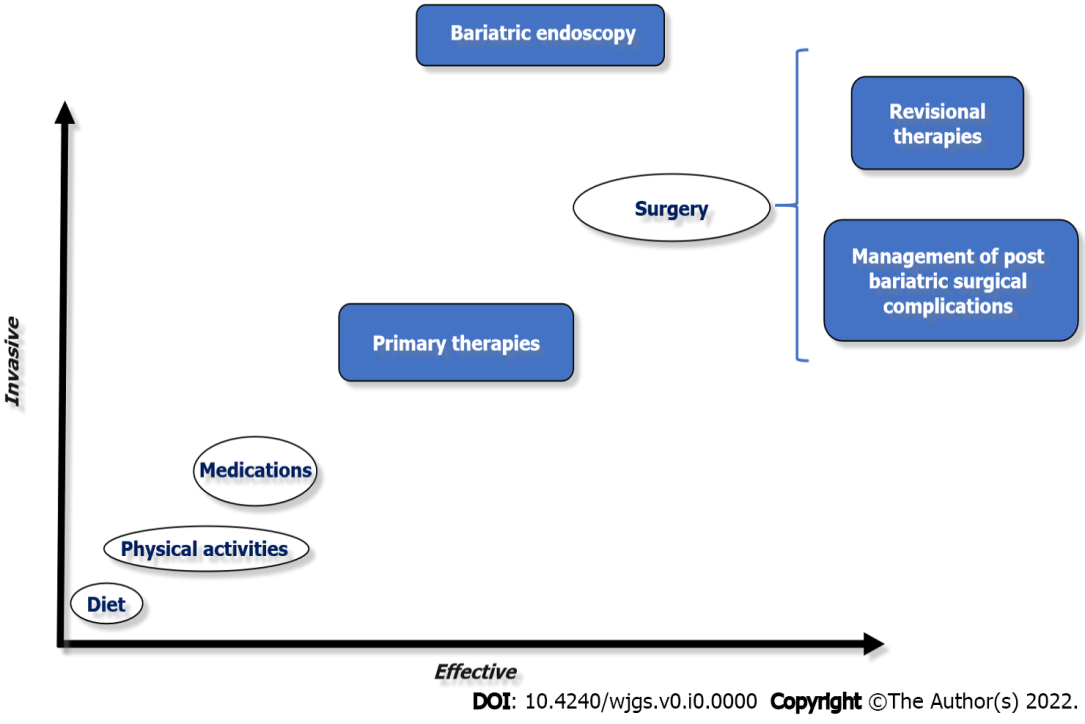 Bariatric endoscopy
Revisional
therapies
Surgery
Management of post
bariatric surgical
complications
Primary therapies
Invasive
Medications
Physical activities
Diet
Effective
DOI: 10.4240/wjgs.v0.i0.0000 Copyright ©The Author(s) 2022.